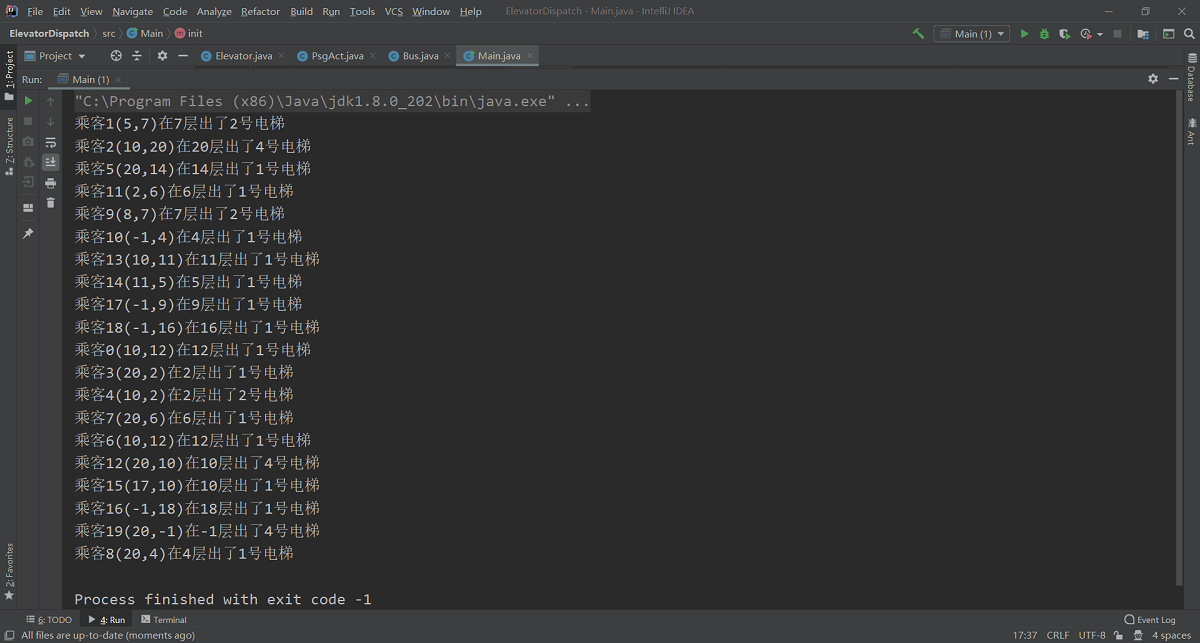 File Edit View Navigate Code Analyze Refactor Build Run Tools VCS Window Help ElevatorDispatch - Main.java - IntelliJ IDEA
ElevatorDispatch src Main init Main (1)
Project Elevator.java PsgAct.java Bus.java Main.java
Run: Main (1)
"C:\Program Files (x86)\Java\jdk1.8.0_202\bin\java.exe" ...
乘客1(5,7)在7层出了2号电梯
乘客2(10,20)在20层出了4号电梯
乘客5(20,14)在14层出了1号电梯
乘客11(2,6)在6层出了1号电梯
乘客9(8,7)在7层出了2号电梯
乘客10(-1,4)在4层出了1号电梯
乘客13(10,11)在11层出了1号电梯
乘客14(11,5)在5层出了1号电梯
乘客17(-1,9)在9层出了1号电梯
乘客18(-1,16)在16层出了1号电梯
乘客0(10,12)在12层出了1号电梯
乘客3(20,2)在2层出了1号电梯
乘客4(10,2)在2层出了2号电梯
乘客7(20,6)在6层出了1号电梯
乘客6(10,12)在12层出了1号电梯
乘客12(20,10)在10层出了4号电梯
乘客15(17,10)在10层出了1号电梯
乘客16(-1,18)在18层出了1号电梯
乘客19(20,-1)在-1层出了4号电梯
乘客8(20,4)在4层出了1号电梯
Process finished with exit code -1
1: Project
Z: Structure
2: Favorites
Database
Ant
6: TODO 4: Run Terminal Event Log
All files are up-to-date (moments ago) 17:37 CRLF UTF-8 4 spaces